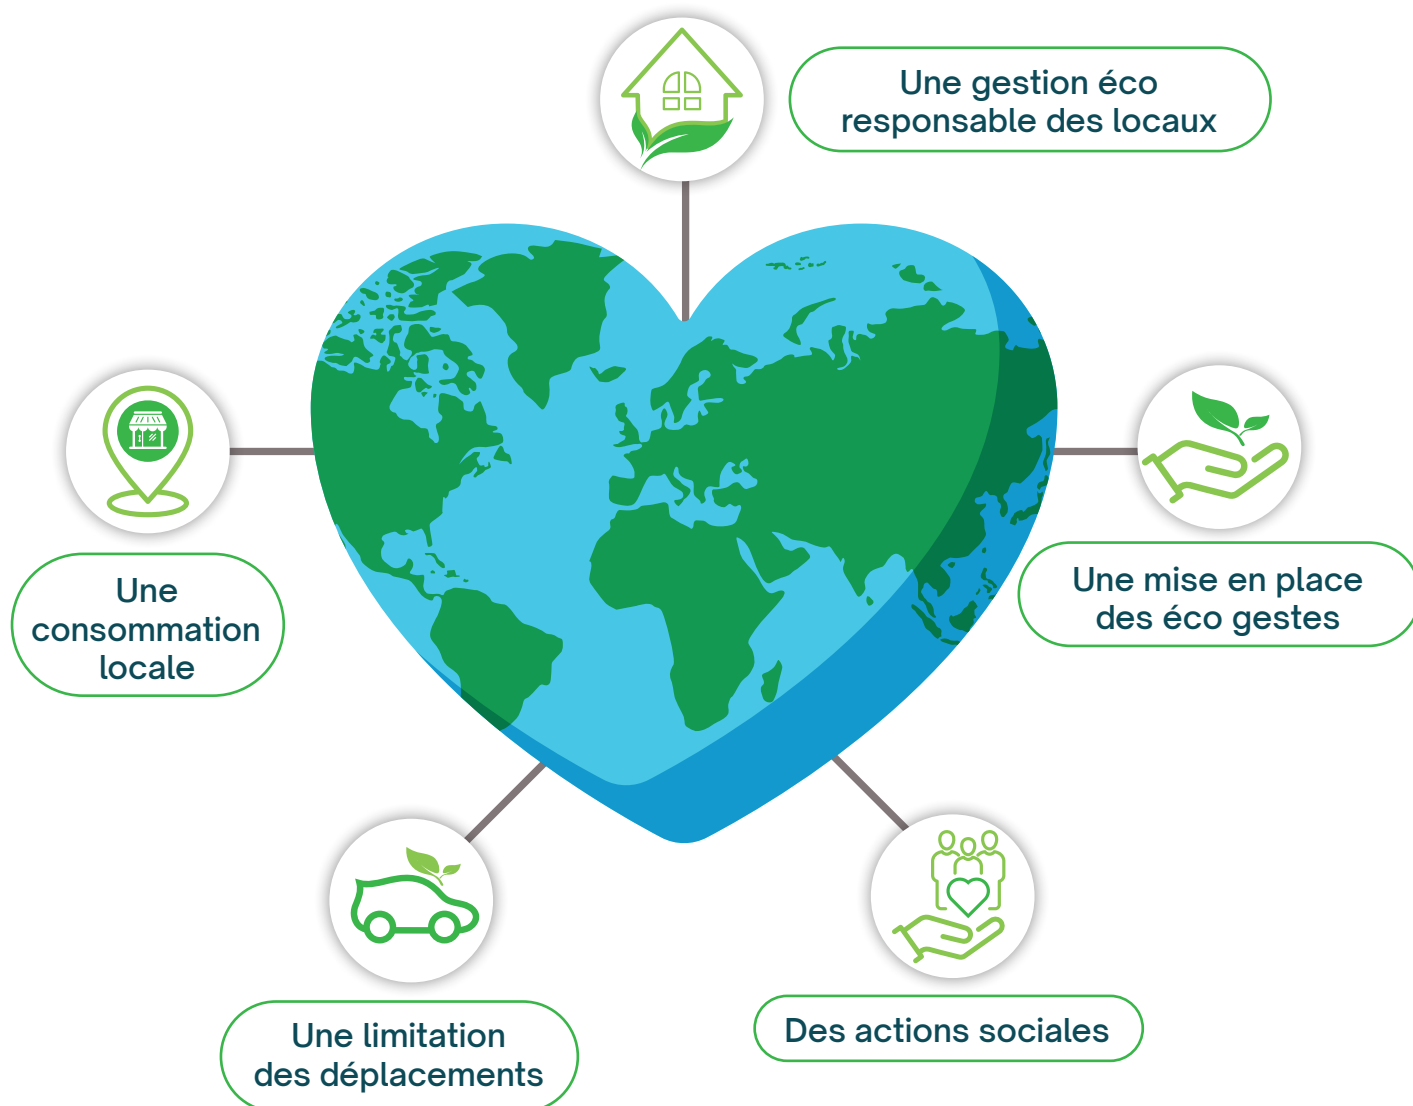 Une gestion éco
responsable des locaux
Une
consommation
locale
Une mise en place
des éco gestes
Une limitation
des déplacements
Des actions sociales